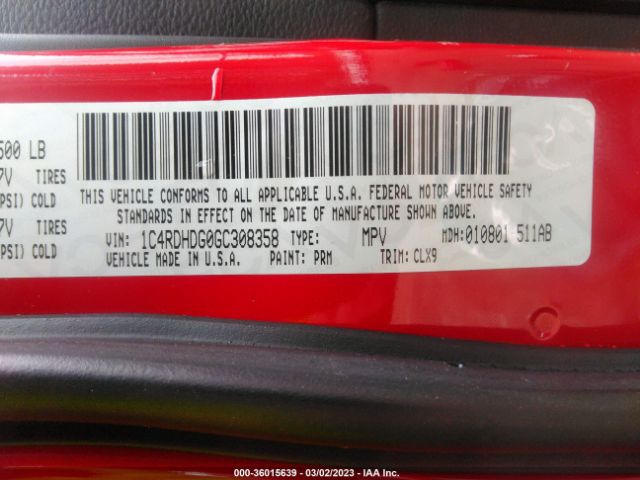 500 LB
7V TIRES
PSI) COLD
7V TIRES
PSI) COLD
THIS VEHICLE CONFORMS TO ALL APPLICABLE U.S.A. FEDERAL MOTOR VEHICLE SAFETY
STANDARDS IN EFFECT ON THE DATE OF MANUFACTURE SHOWN ABOVE.
VIN: 1C4RDHDG0GC308358 TYPE: MPV MDH:010801 511AB
VEHICLE MADE IN U.S.A. PAINT: PRM TRIM: CLX9
000-36015639 - 03/02/2023 - IAA Inc.